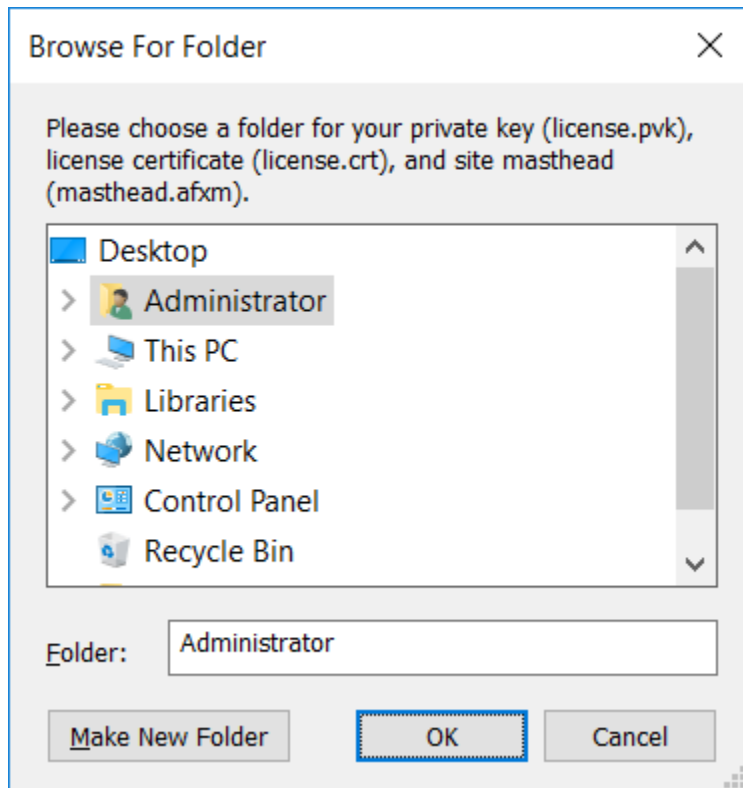 Browse For Folder
Please choose a folder for your private key (license.pvk),
license certificate (license.crt), and site masthead
(masthead.afxm).
Desktop
Administrator
This PC
Libraries
Network
Control Panel
Recycle Bin
Folder: Administrator
Make New Folder OK Cancel